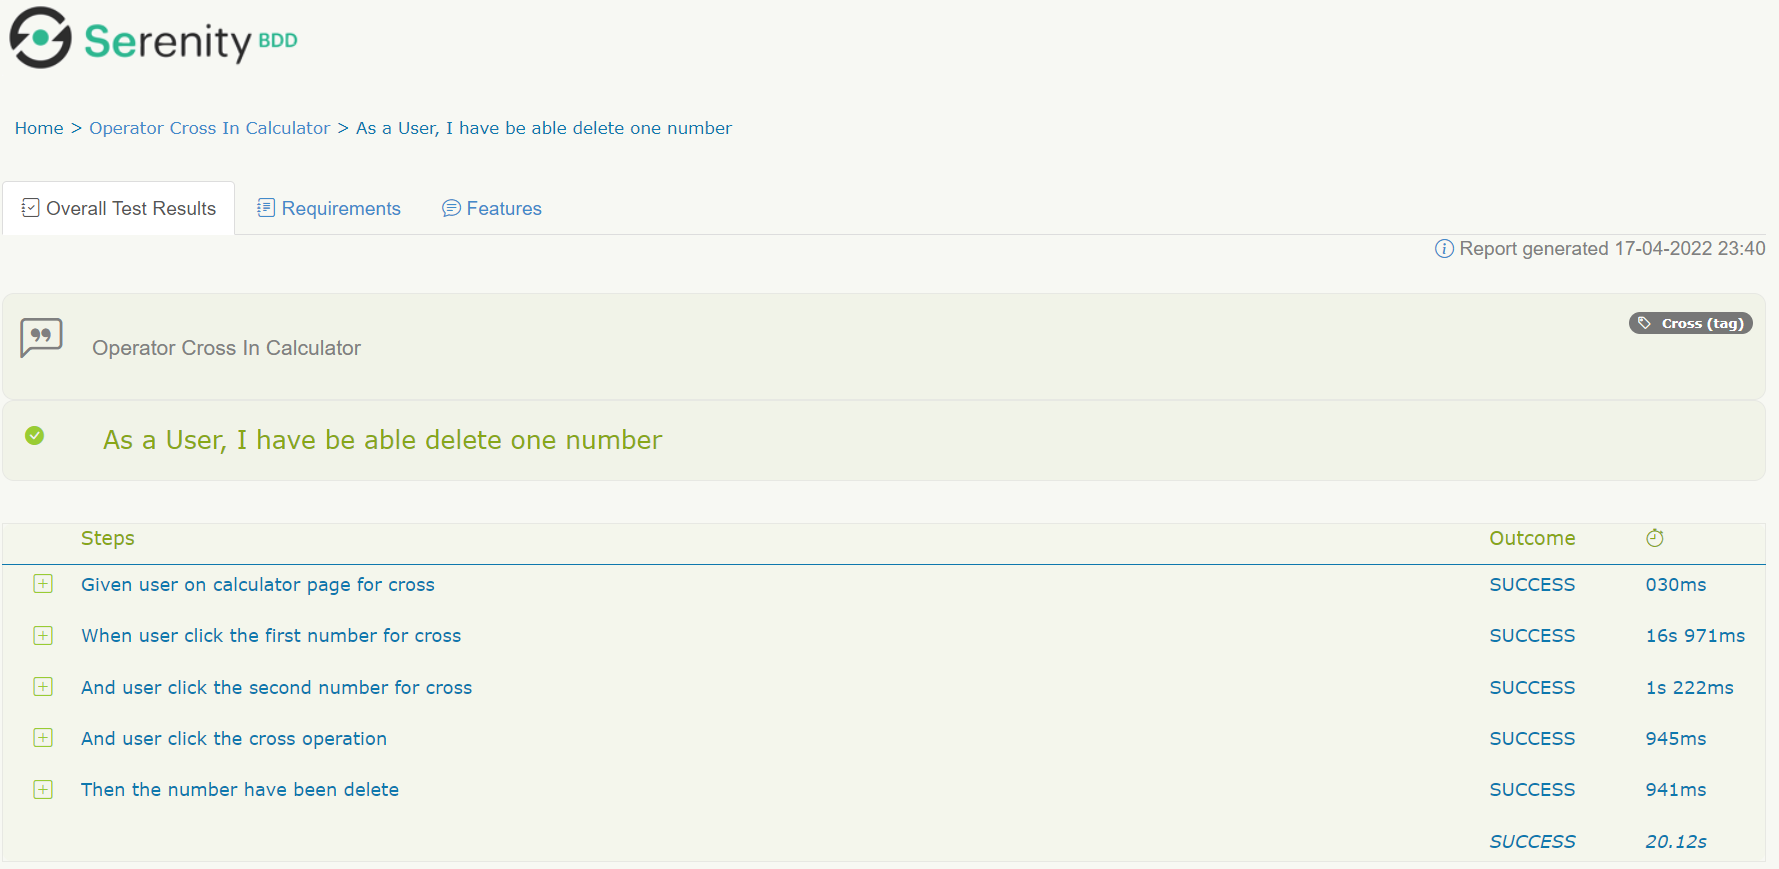 Serenity BDD
Home > Operator Cross In Calculator > As a User, I have be able delete one number
Overall Test Results Requirements Features
Report generated 17-04-2022 23:40
Cross (tag)
Operator Cross In Calculator
As a User, I have be able delete one number
Steps Outcome
Given user on calculator page for cross SUCCESS 030ms
When user click the first number for cross SUCCESS 16s 971ms
And user click the second number for cross SUCCESS 1s 222ms
And user click the cross operation SUCCESS 945ms
Then the number have been delete SUCCESS 941ms
SUCCESS 20.12s